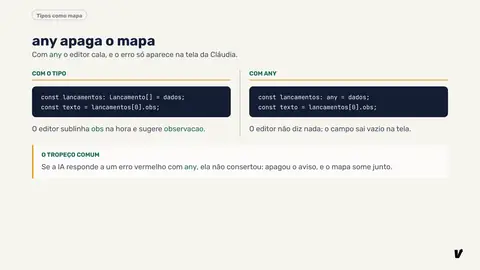 Tipos como mapa
any apaga o mapa
Com any o editor cala, e o erro só aparece na tela da Cláudia.
COM O TIPO
const lancamentos: Lancamento[] = dados;
const texto = lancamentos[0].obs;
O editor sublinha obs na hora e sugere observacao.
COM ANY
const lancamentos: any = dados;
const texto = lancamentos[0].obs;
O editor não diz nada; o campo sai vazio na tela.
O TROPEÇO COMUM
Se a IA responde a um erro vermelho com any, ela não consertou: apagou o aviso, e o mapa some junto.